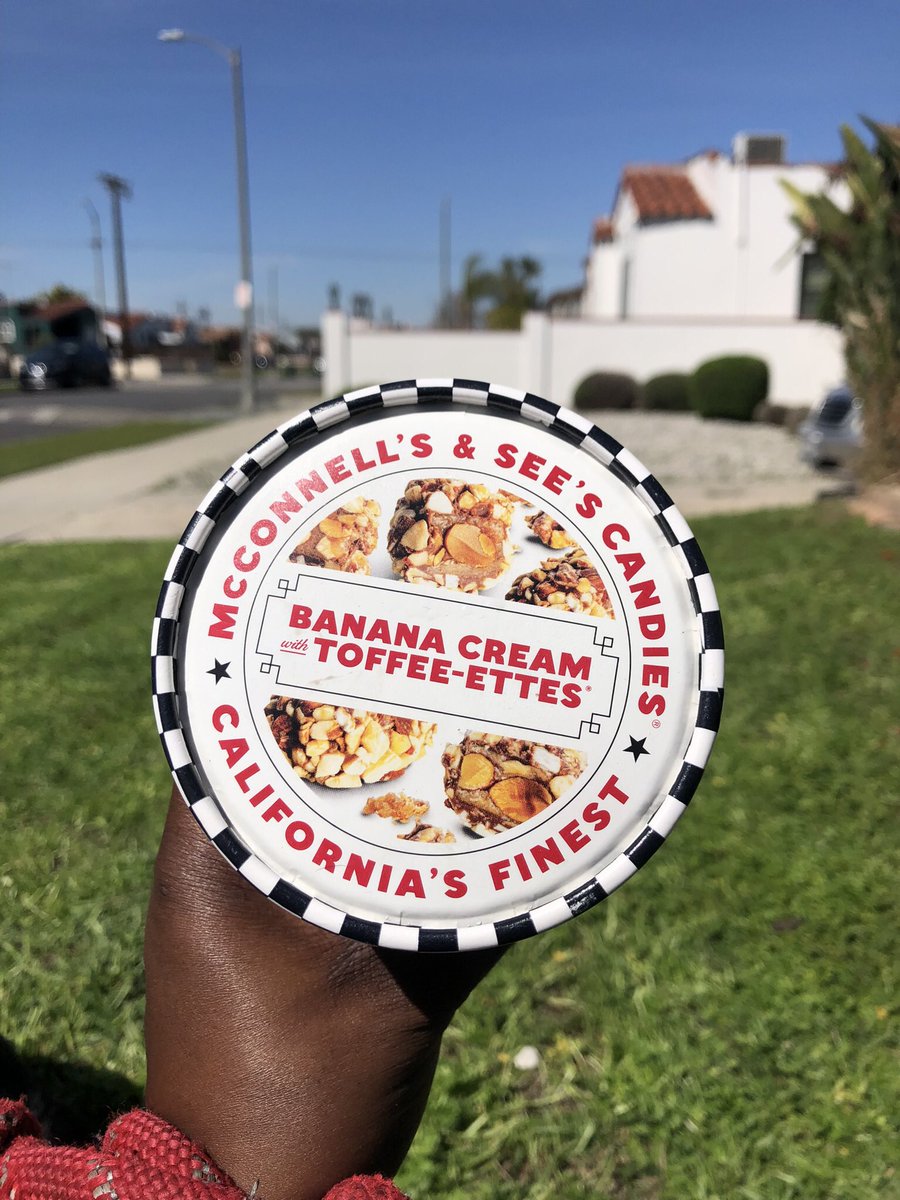 McCONNELL'S & SEE'S CANDIES®
BANANA CREAM
with TOFFEE-ETTES®
CALIFORNIA'S FINEST